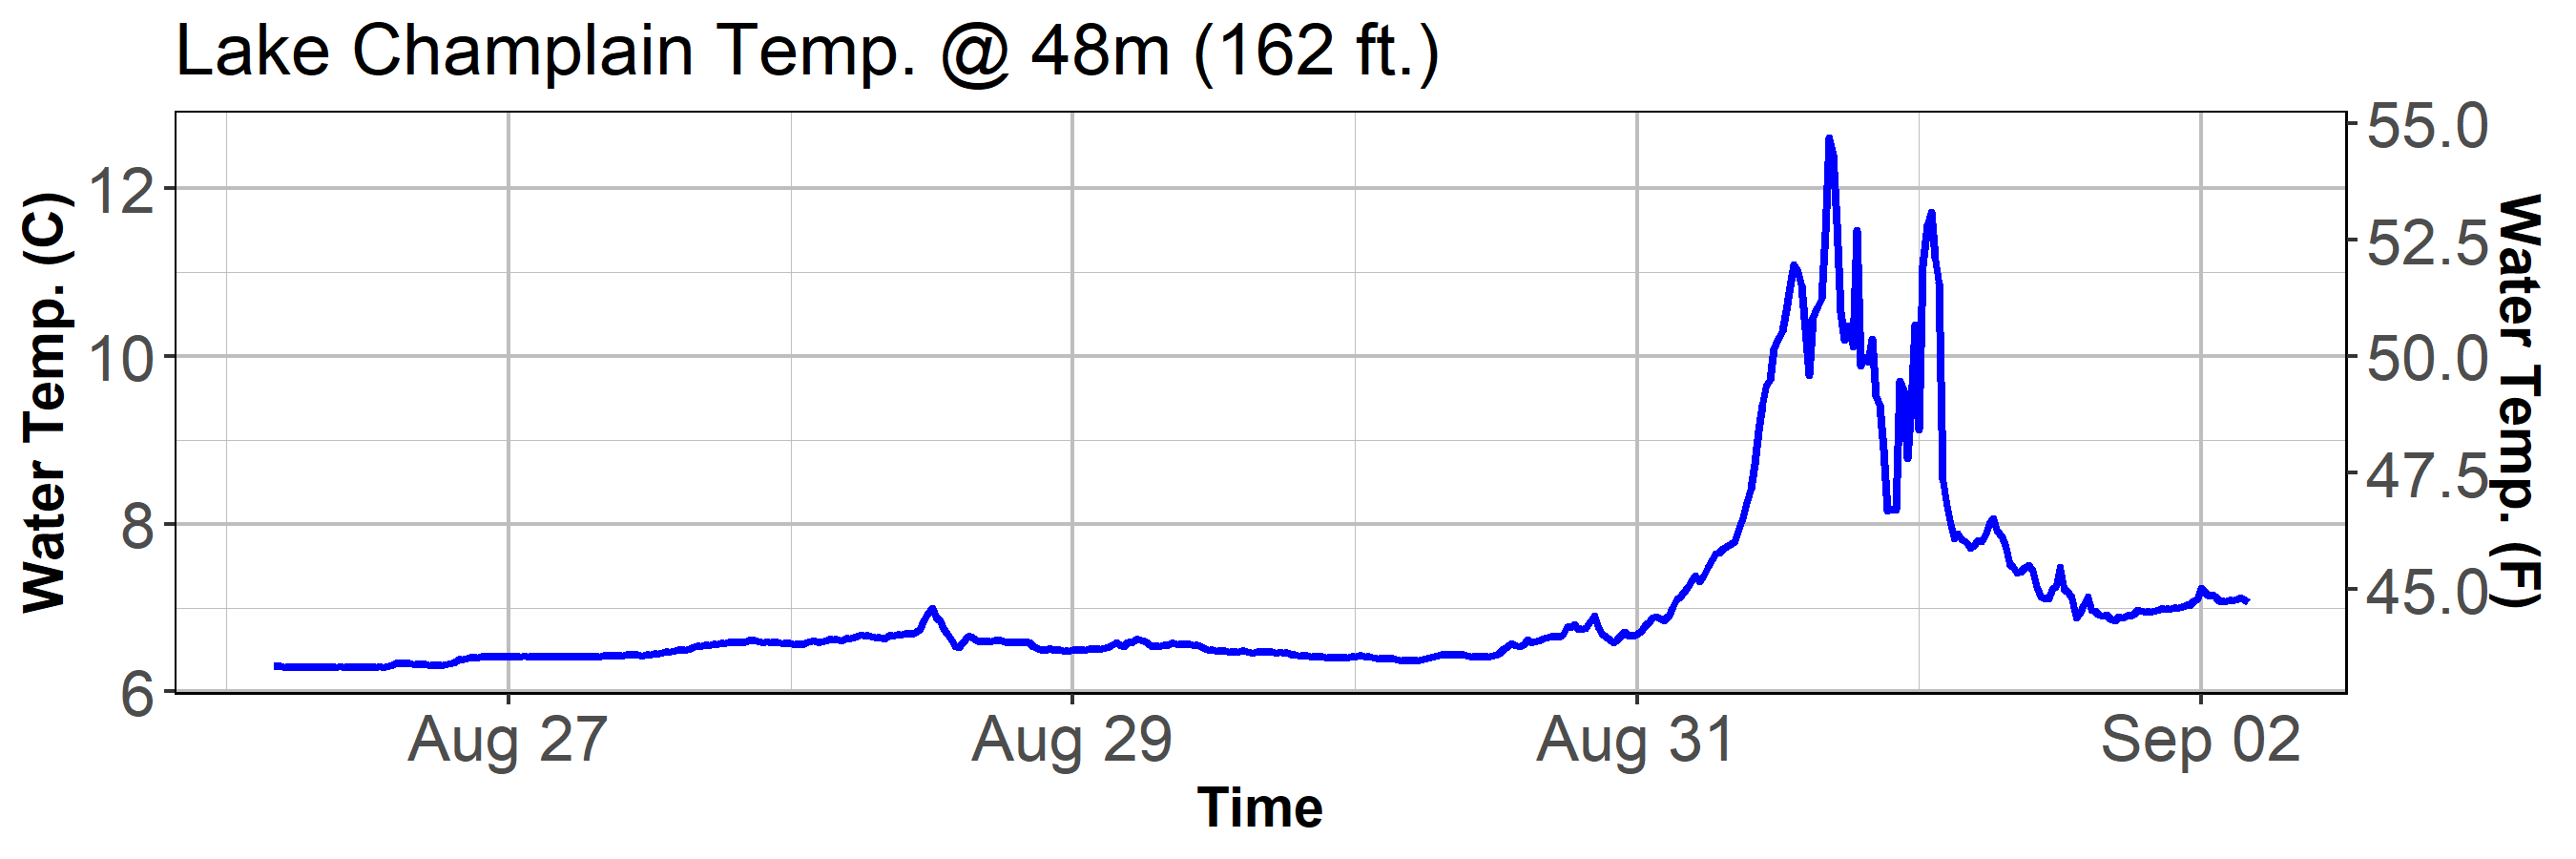 Lake Champlain Temp. @ 48m (162 ft.)
Water Temp. (C)
12
10
8
6
55.0
52.5
50.0
47.5
45.0
Water Temp. (F)
Aug 27 Aug 29 Aug 31 Sep 02
Time